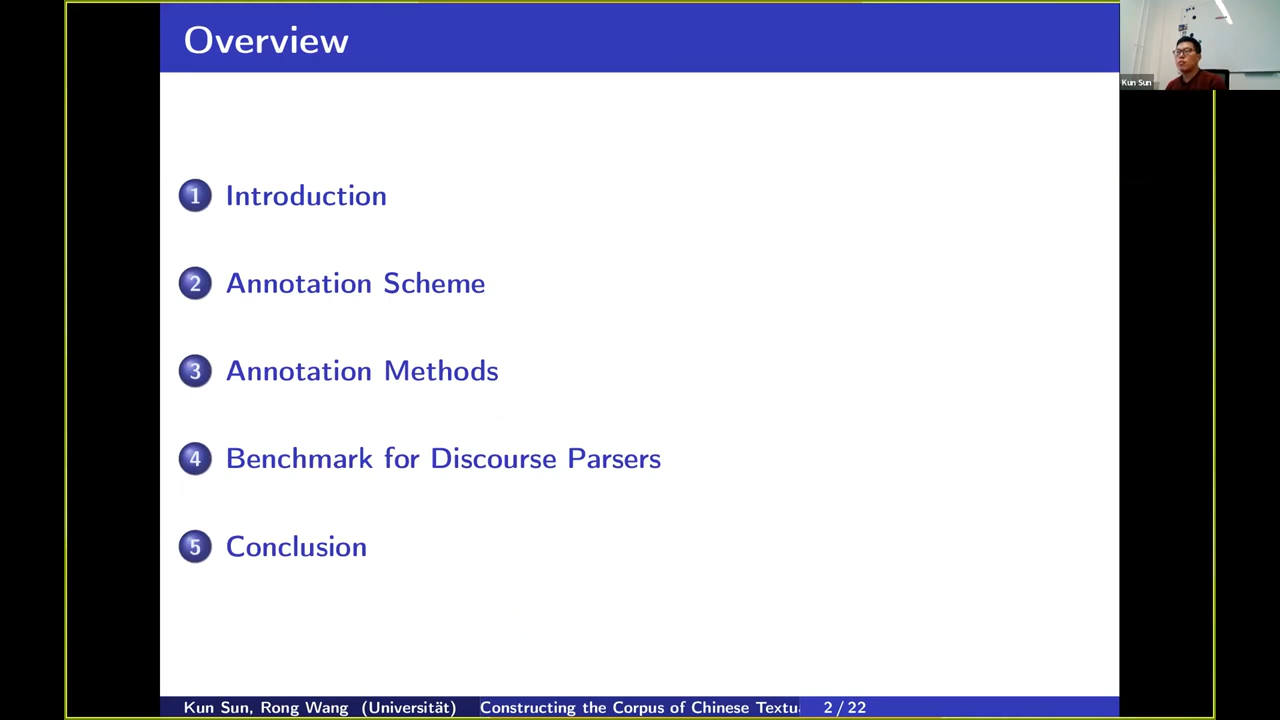 Overview
Kun Sun
1 Introduction
2 Annotation Scheme
3 Annotation Methods
4 Benchmark for Discourse Parsers
5 Conclusion
Kun Sun, Rong Wang (Universität) Constructing the Corpus of Chinese Textu 2 / 22